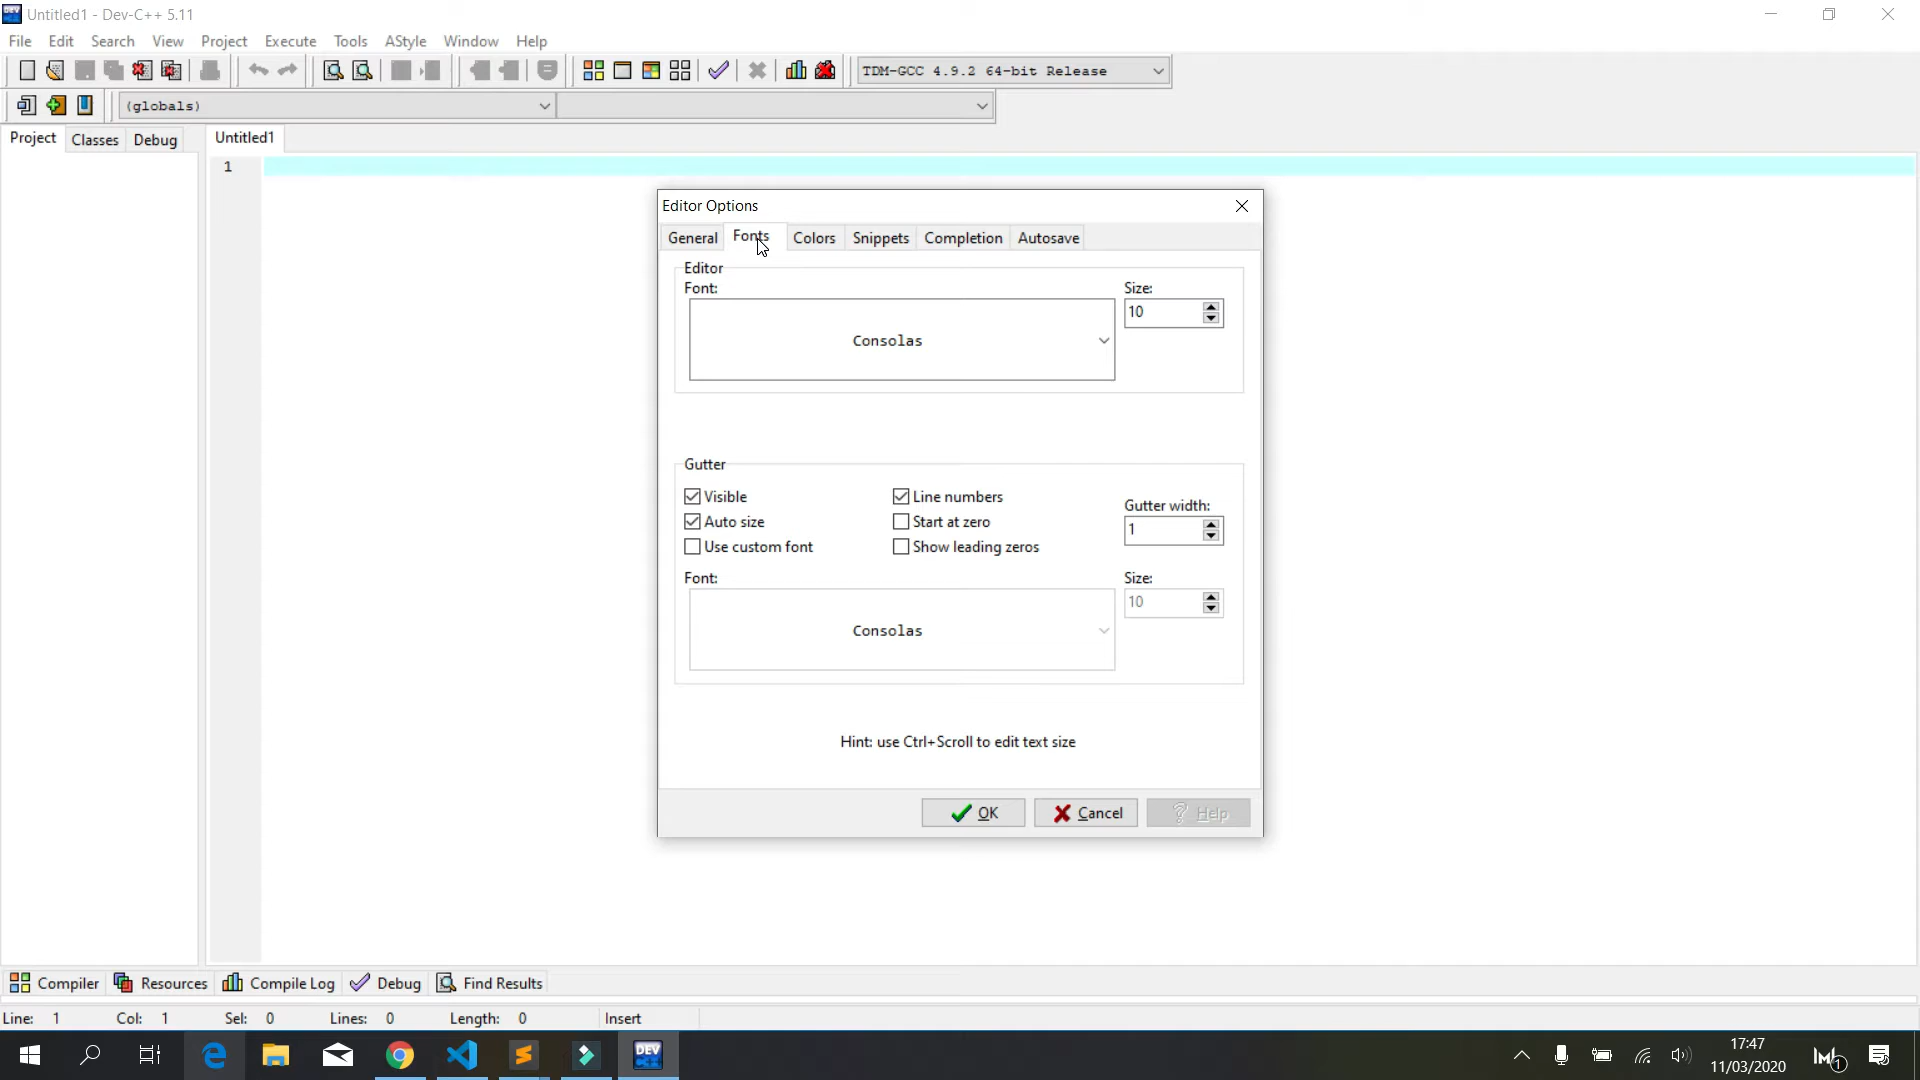 Untitled1 - Dev-C++ 5.11
File Edit Search View Project Execute Tools AStyle Window Help
TDM-GCC 4.9.2 64-bit Release
(globals)
Project Classes Debug Untitled1
1
Editor Options
General Fonts Colors Snippets Completion Autosave
Editor
Font: Size:
Consolas 10
Gutter
Visible Line numbers Gutter width:
Auto size Start at zero 1
Use custom font Show leading zeros
Font: Size:
Consolas 10
Hint: use Ctrl+Scroll to edit text size
OK Cancel Help
Compiler Resources Compile Log Debug Find Results
Line: 1 Col: 1 Sel: 0 Lines: 0 Length: 0 Insert
DEV
17:47
11/03/2020
1